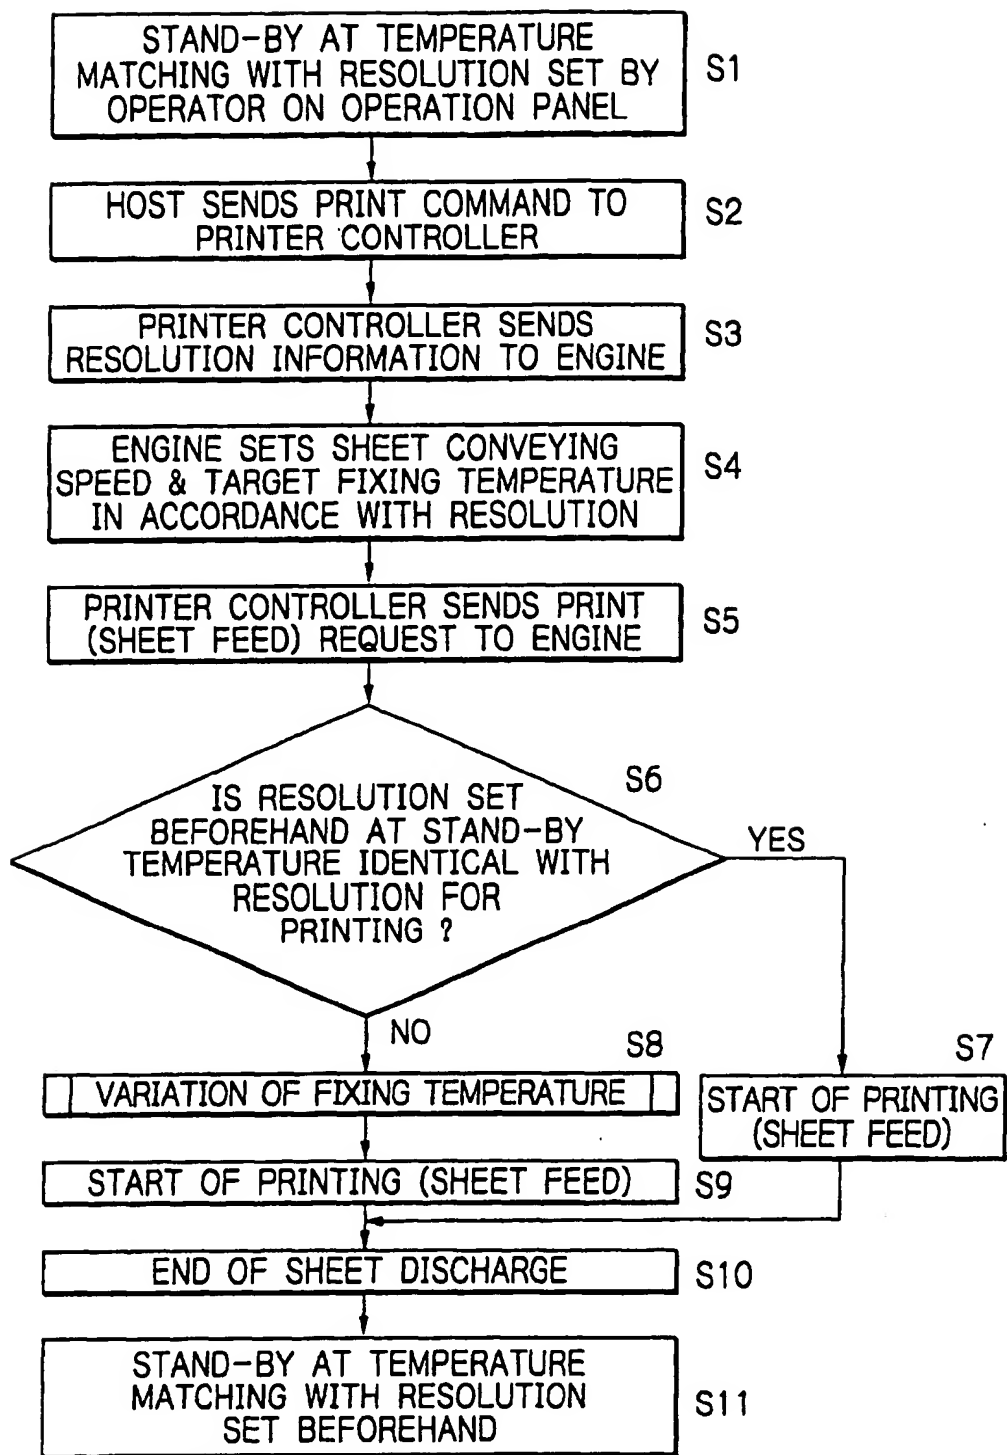 STAND-BY AT TEMPERATURE
MATCHING WITH RESOLUTION SET BY
OPERATOR ON OPERATION PANEL
S1
HOST SENDS PRINT COMMAND TO
PRINTER CONTROLLER
S2
PRINTER CONTROLLER SENDS
RESOLUTION INFORMATION TO ENGINE
S3
ENGINE SETS SHEET CONVEYING
SPEED & TARGET FIXING TEMPERATURE
IN ACCORDANCE WITH RESOLUTION
S4
PRINTER CONTROLLER SENDS PRINT
(SHEET FEED) REQUEST TO ENGINE
S5
S6
IS RESOLUTION SET
BEFOREHAND AT STAND-BY
TEMPERATURE IDENTICAL WITH
RESOLUTION FOR
PRINTING ?
YES
NO
S8
VARIATION OF FIXING TEMPERATURE
S7
START OF PRINTING
(SHEET FEED)
START OF PRINTING (SHEET FEED)
S9
END OF SHEET DISCHARGE
S10
STAND-BY AT TEMPERATURE
MATCHING WITH RESOLUTION
SET BEFOREHAND
S11